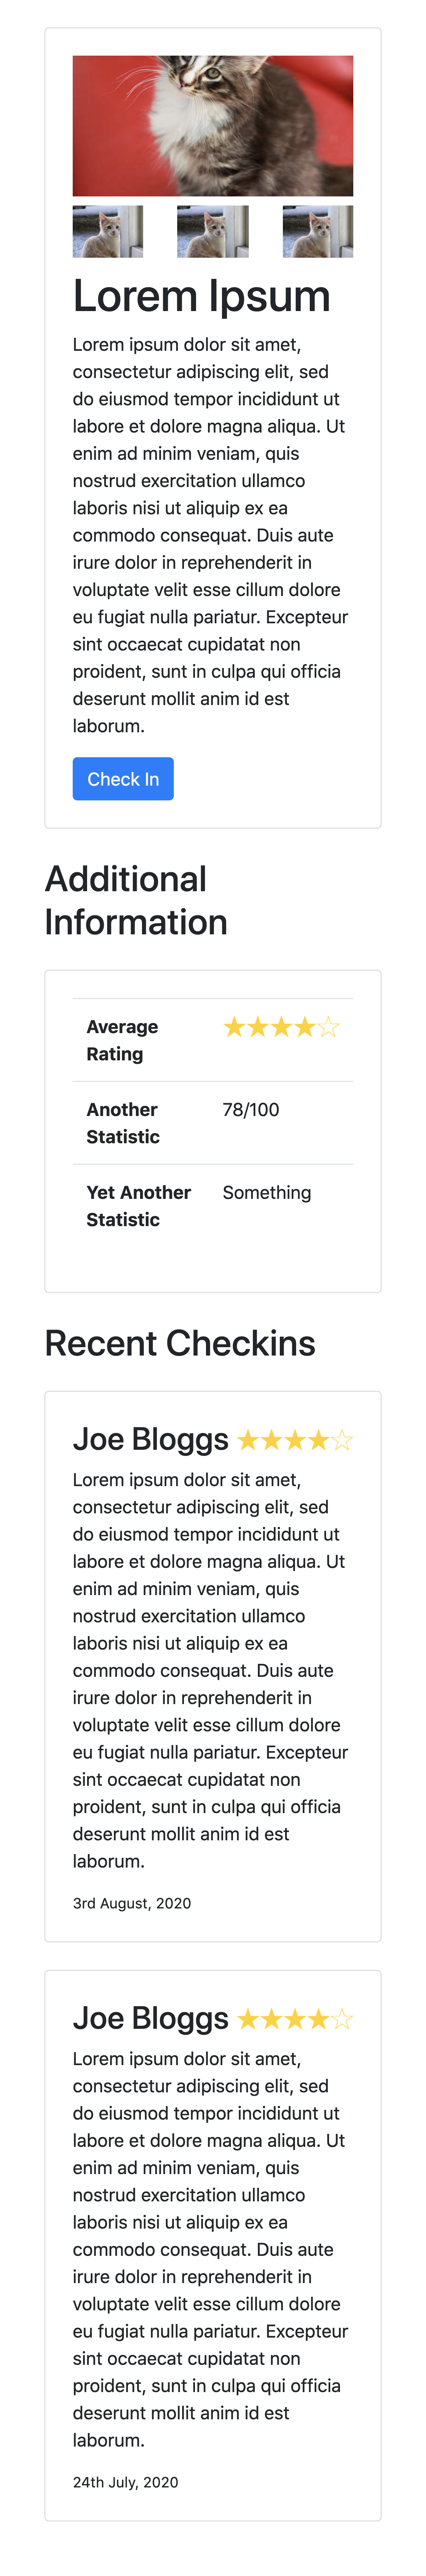 Lorem Ipsum
Lorem ipsum dolor sit amet,
consectetur adipiscing elit, sed
do eiusmod tempor incididunt ut
labore et dolore magna aliqua. Ut
enim ad minim veniam, quis
nostrud exercitation ullamco
laboris nisi ut aliquip ex ea
commodo consequat. Duis aute
irure dolor in reprehenderit in
voluptate velit esse cillum dolore
eu fugiat nulla pariatur. Excepteur
sint occaecat cupidatat non
proident, sunt in culpa qui officia
deserunt mollit anim id est
laborum.
Check In
Additional
Information
Average
Rating
★★★★☆
Another
Statistic
78/100
Yet Another
Statistic
Something
Recent Checkins
Joe Bloggs ★★★★☆
Lorem ipsum dolor sit amet,
consectetur adipiscing elit, sed
do eiusmod tempor incididunt ut
labore et dolore magna aliqua. Ut
enim ad minim veniam, quis
nostrud exercitation ullamco
laboris nisi ut aliquip ex ea
commodo consequat. Duis aute
irure dolor in reprehenderit in
voluptate velit esse cillum dolore
eu fugiat nulla pariatur. Excepteur
sint occaecat cupidatat non
proident, sunt in culpa qui officia
deserunt mollit anim id est
laborum.
3rd August, 2020
Joe Bloggs ★★★★☆
Lorem ipsum dolor sit amet,
consectetur adipiscing elit, sed
do eiusmod tempor incididunt ut
labore et dolore magna aliqua. Ut
enim ad minim veniam, quis
nostrud exercitation ullamco
laboris nisi ut aliquip ex ea
commodo consequat. Duis aute
irure dolor in reprehenderit in
voluptate velit esse cillum dolore
eu fugiat nulla pariatur. Excepteur
sint occaecat cupidatat non
proident, sunt in culpa qui officia
deserunt mollit anim id est
laborum.
24th July, 2020